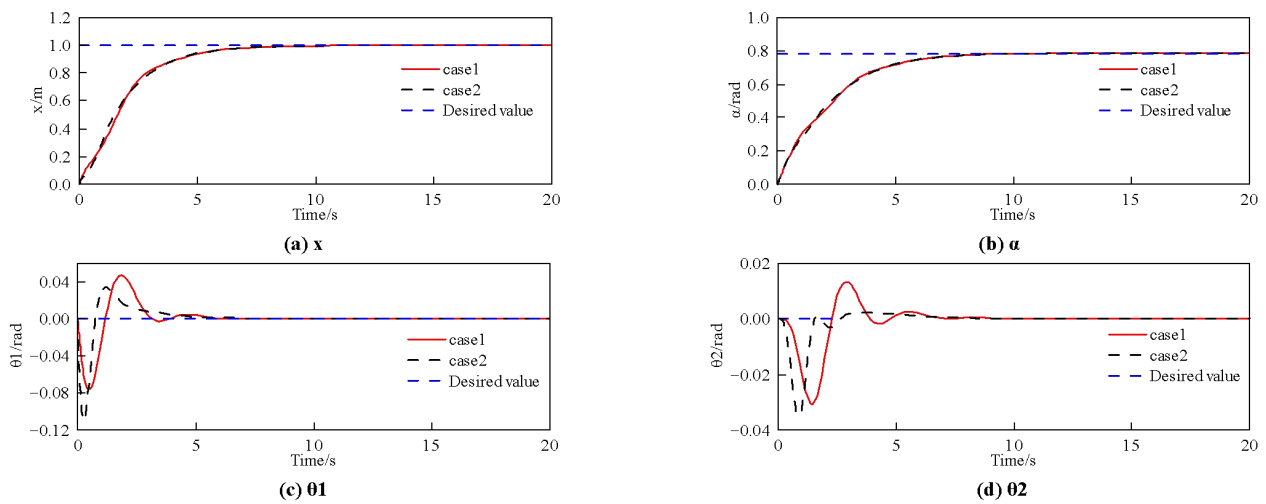 1.2
1.0
0.8
0.6
0.4
0.2
0.0
x/m
case1
case2
Desired value
0 5 10 15 20
Time/s
(a) x
1.0
0.8
0.6
0.4
0.2
0.0
α/rad
case1
case2
Desired value
0 5 10 15 20
Time/s
(b) α
0.04
0.00
−0.04
−0.08
−0.12
θ1/rad
case1
case2
Desired value
0 5 10 15 20
Time/s
(c) θ1
0.02
0.00
−0.02
−0.04
θ2/rad
case1
case2
Desired value
0 5 10 15 20
Time/s
(d) θ2